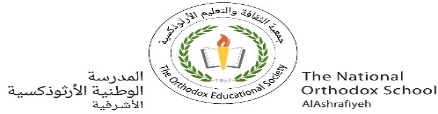 جمعية الثقافة والتعليم الأرثوذكسية
The Orthodox Educational Society
المدرسة
الوطنية الأرثوذكسية
الأشرفية
The National
Orthodox School
AlAshrafiyeh